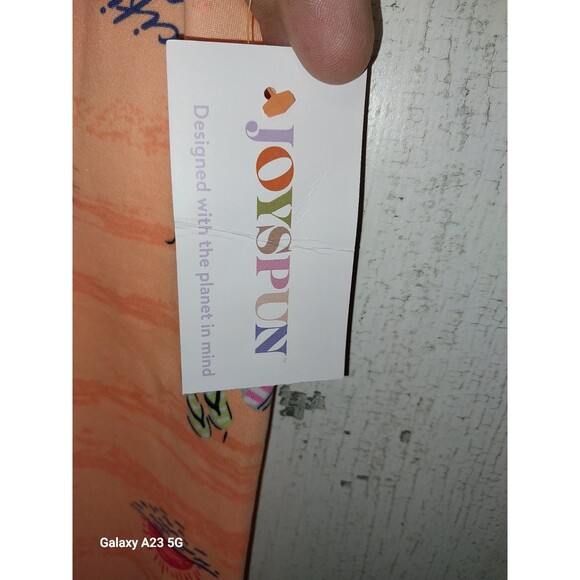 JOYSPUN
Designed with the planet in mind
Galaxy A23 5G